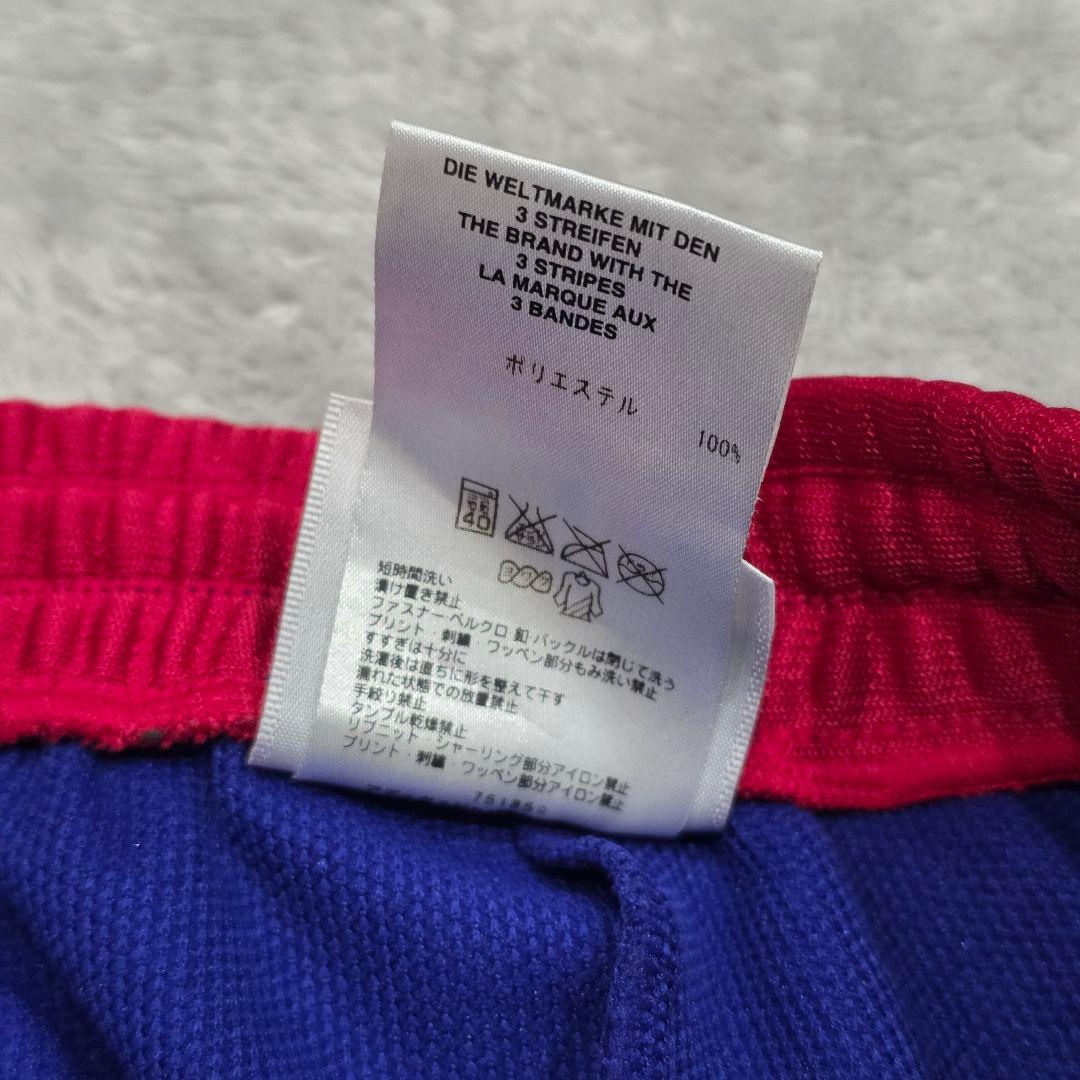 DIE WELTMARKE MIT DEN
3 STREIFEN
THE BRAND WITH THE
3 STRIPES
LA MARQUE AUX
3 BANDES
ポリエステル
100%
40
短時間洗い
漬け置き禁止
ファスナー ベルクロ 釦 バックルは閉じて洗う
プリント・刺繍・ワッペン部分もみ洗い禁止
すすぎは十分に
洗濯後は直ちに形を整えて干す
濡れた状態での放置禁止
手絞り禁止
タンブル乾燥禁止
リブニット シャーリング部分アイロン禁止
プリント・刺繍・ワッペン部分アイロン禁止